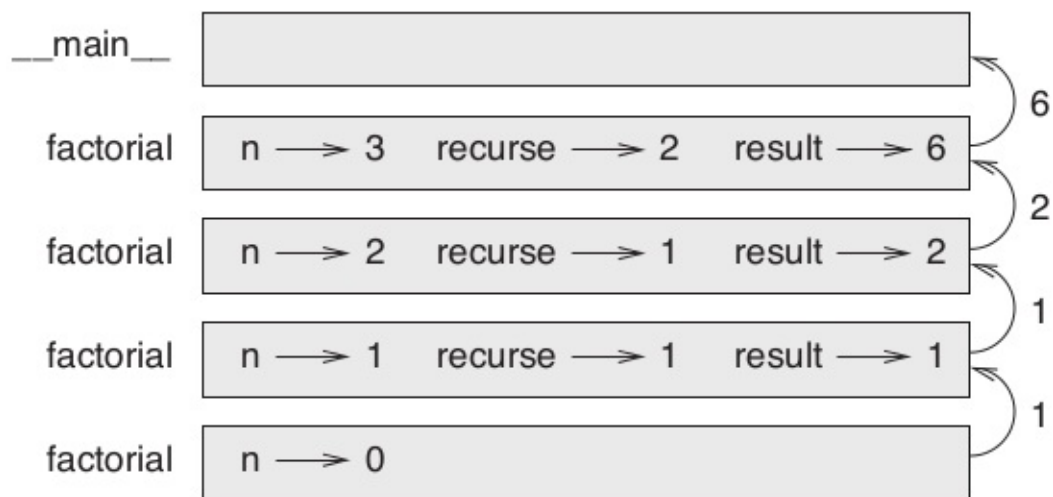 __main__
6
factorial n 3 recurse 2 result 6
2
factorial n 2 recurse 1 result 2
1
factorial n 1 recurse 1 result 1
1
factorial n 0